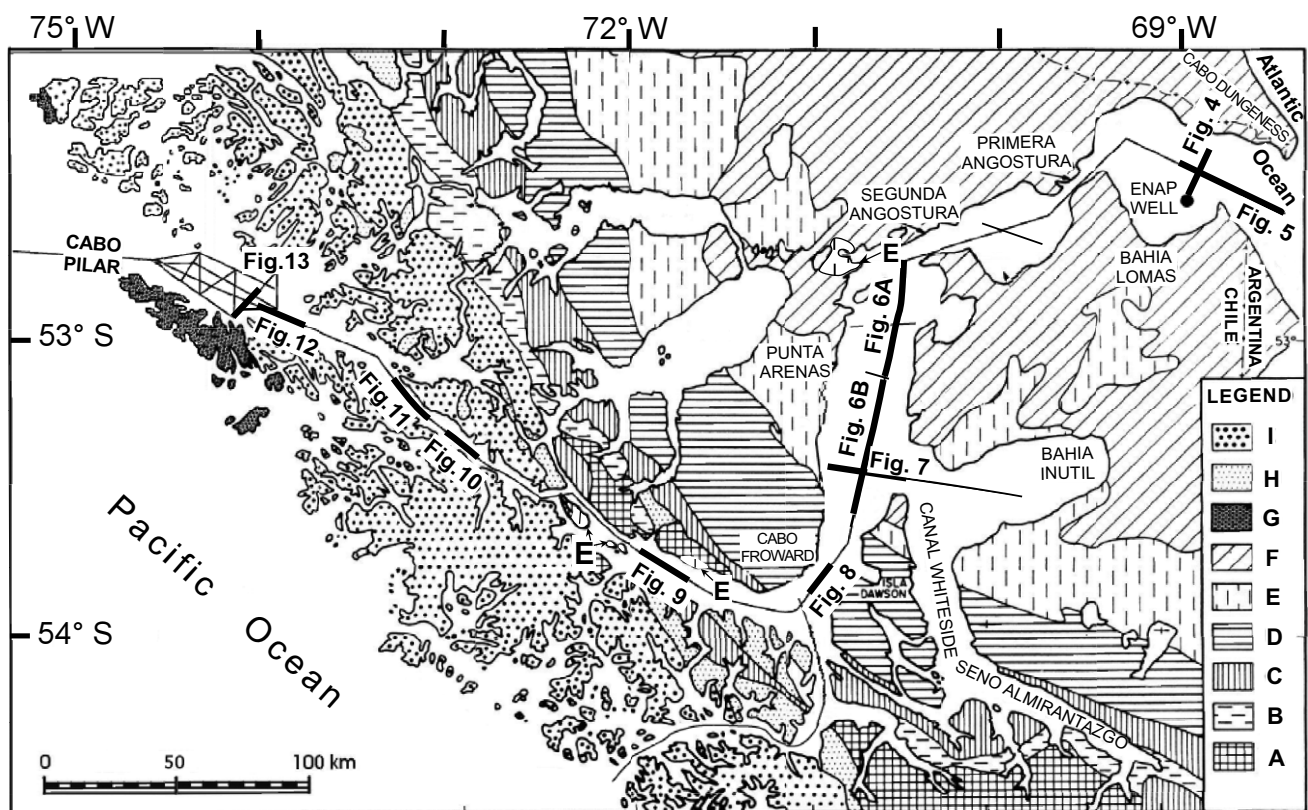 75° W
72° W
69° W
Atlantic
Ocean
CABO DUNGENESS
Fig. 4
PRIMERA
ANGOSTURA
SEGUNDA
ANGOSTURA
ENAP
WELL
Fig. 5
E
CABO
PILAR
Fig.13
BAHIA
LOMAS
ARGENTINA
CHILE
Fig. 6A
Fig. 12
53° S
53°
PUNTA
ARENAS
Fig. 6B
Fig.11
Fig. 10
Fig. 7
BAHIA
INUTIL
LEGEND
I
H
G
F
E
D
C
B
A
Pacific
Ocean
CABO
FROWARD
CANAL WHITESIDE
E
Fig. 9
E
Fig. 8
ISLA
DAWSON
54° S
SENO ALMIRANTAZGO
0 50 100 km